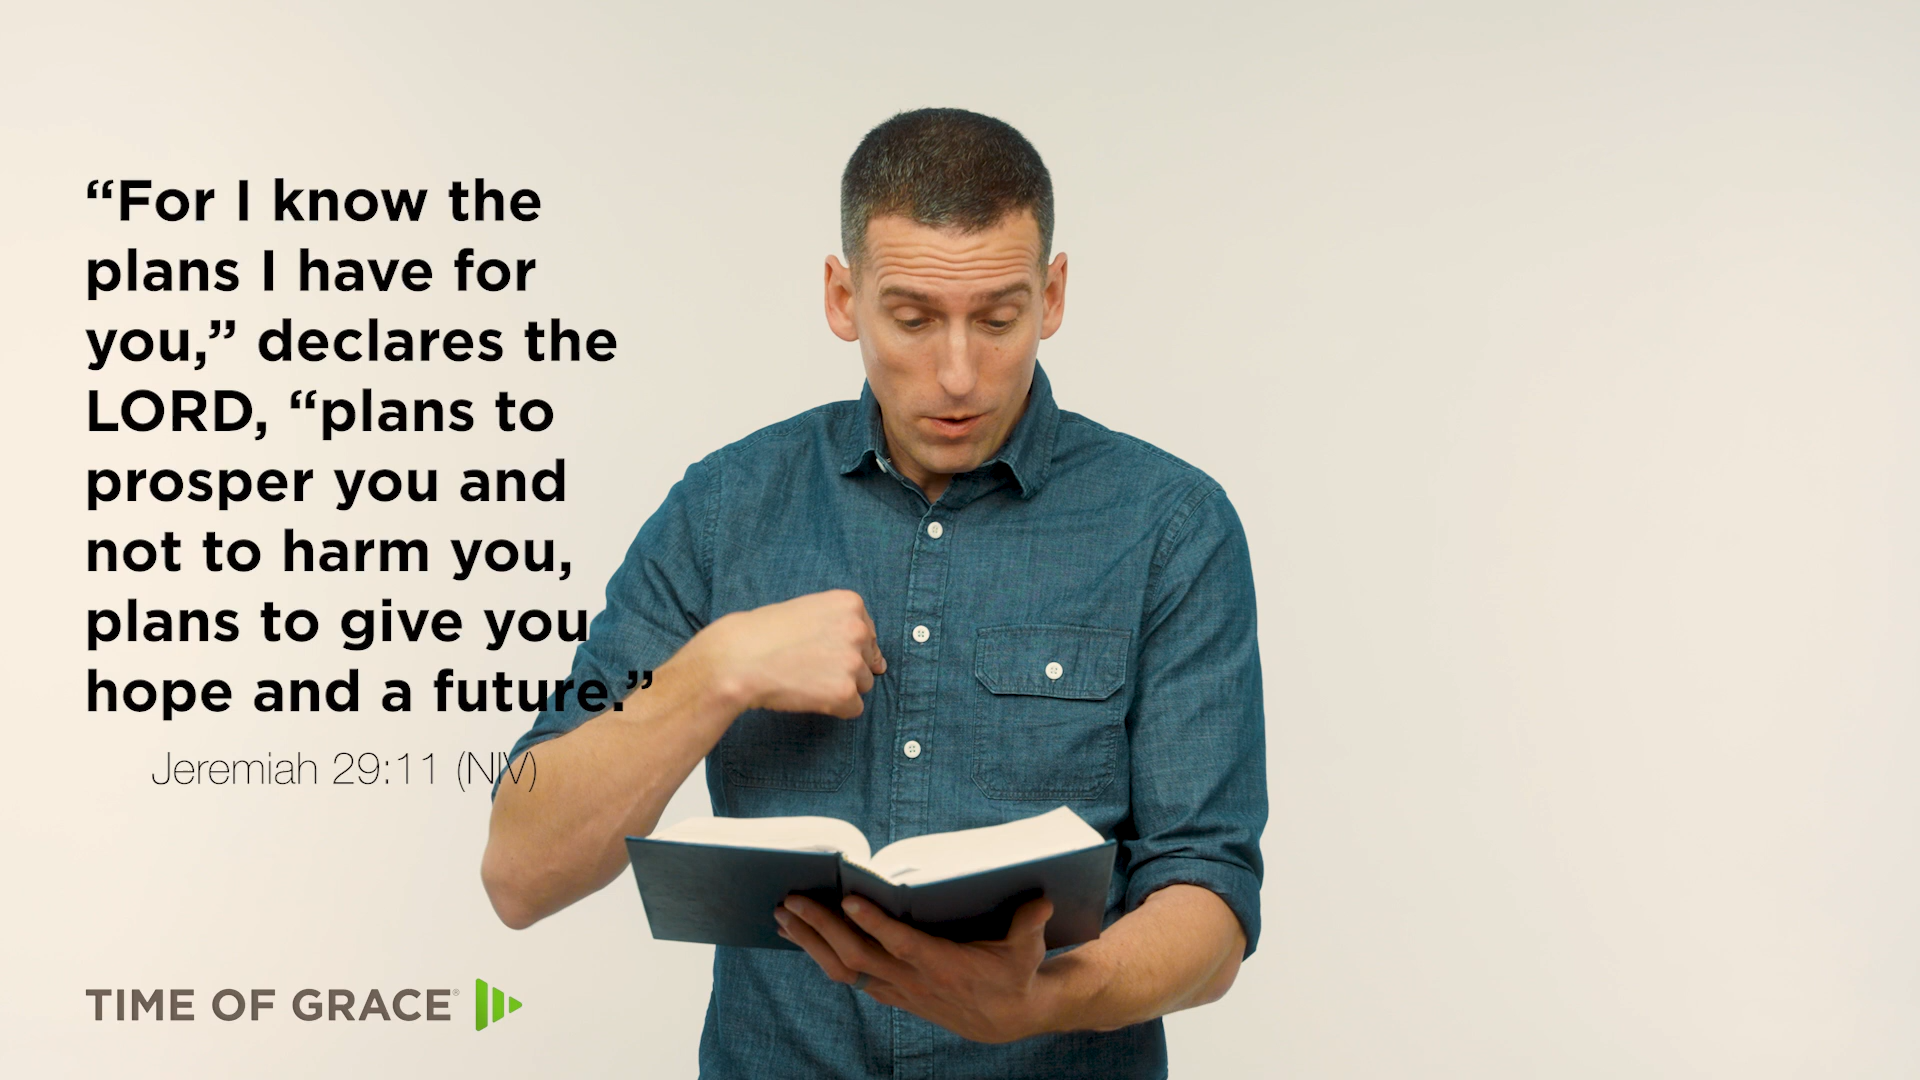 “For I know the
plans I have for
you,” declares the
LORD, “plans to
prosper you and
not to harm you,
plans to give you
hope and a future.”
Jeremiah 29:11 (NIV)
TIME OF GRACE®